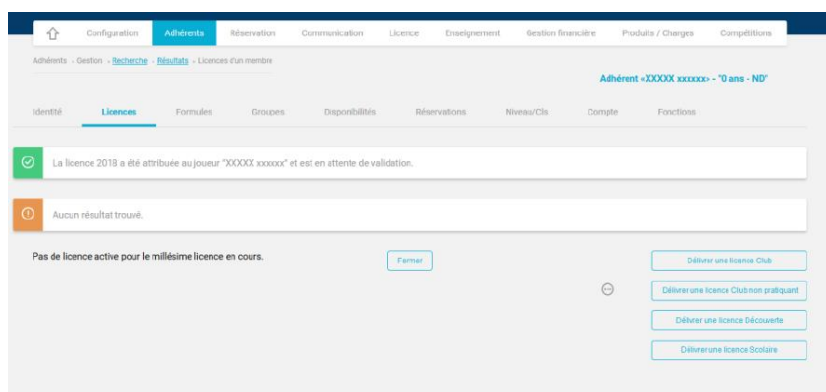 Configuration Adhérents Réservation Communication Licence Enseignement Gestion financière Produits / Charges Compétitions
Adhérents - Gestion - Recherche - Résultats - Licences d'un membre
Adhérent «XXXXX xxxxxx» - "0 ans - ND"
Identité Licences Formules Groupes Disponibilités Réservations Niveau/Cls Compte Fonctions
La licence 2018 a été attribuée au joueur "XXXXX xxxxxx" et est en attente de validation.
Aucun résultat trouvé.
Pas de licence active pour le millésime licence en cours.
Fermer
Délivrer une licence Club
Délivrer une licence Club non pratiquant
Délivrer une licence Découverte
Délivrer une licence Scolaire